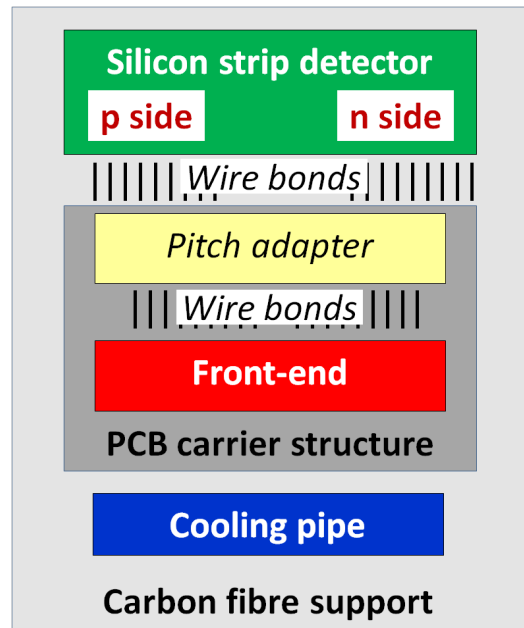 Silicon strip detector
p side
n side
Wire bonds
Pitch adapter
Wire bonds
Front-end
PCB carrier structure
Cooling pipe
Carbon fibre support